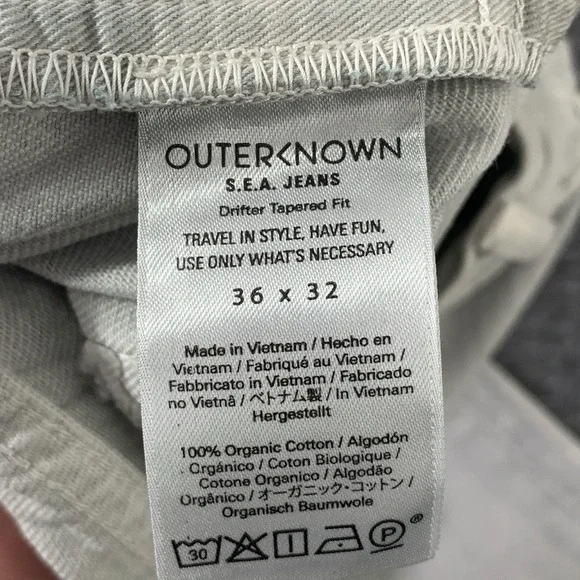 OUTERKNOWN
S.E.A. JEANS
Drifter Tapered Fit
TRAVEL IN STYLE, HAVE FUN,
USE ONLY WHAT'S NECESSARY
36 x 32
Made in Vietnam / Hecho en
Vietnam / Fabriqué au Vietnam /
Fabbricato in Vietnam / Fabricado
no Vietnã / ベトナム製 / In Vietnam
Hergestellt
100% Organic Cotton / Algodón
Orgánico / Coton Biologique /
Cotone Organico / Algodão
Orgânico / オーガニック・コットン /
Organisch Baumwole
30 P ®